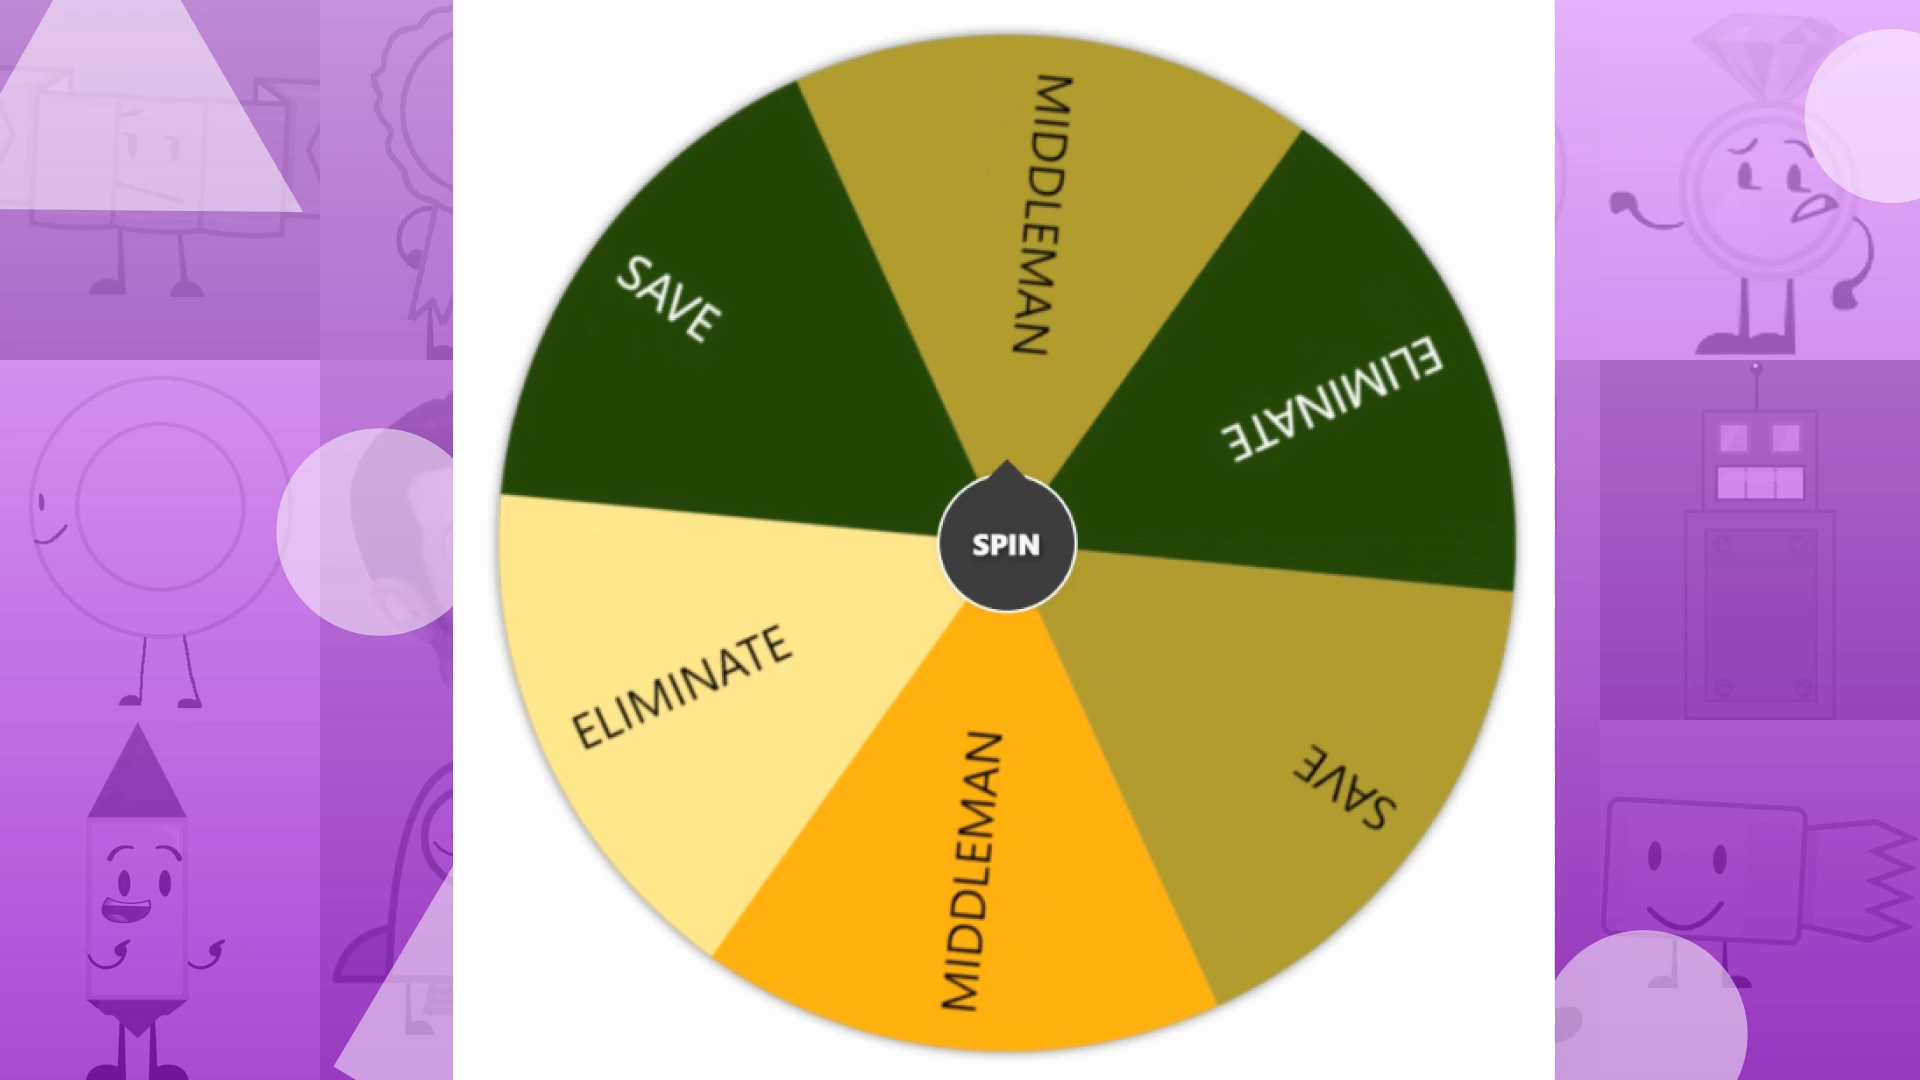 MIDDLEMAN
SAVE
ELIMINATE
SPIN
ELIMINATE
SAVE
MIDDLEMAN